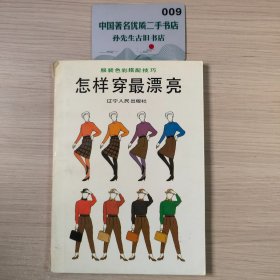 009
中国著名优质二手书店
孙先生古旧书店
服装色彩搭配技巧
怎样穿最漂亮
辽宁人民出版社